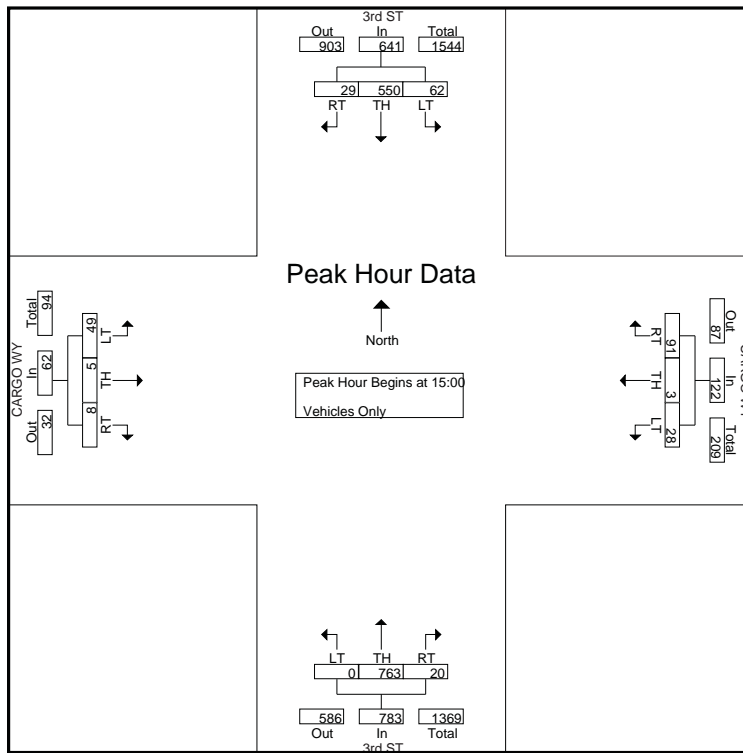 3rd ST
Out In Total
903 641 1544
29 550 62
RT TH LT
Peak Hour Data
North
Peak Hour Begins at 15:00
Vehicles Only
CARGO WY
Total In Out
94 62 32
49 5 8
LT TH RT
RT TH LT
91 3 28
Out In Total
87 122 209
LT TH RT
0 763 20
586 783 1369
Out In Total
3rd ST